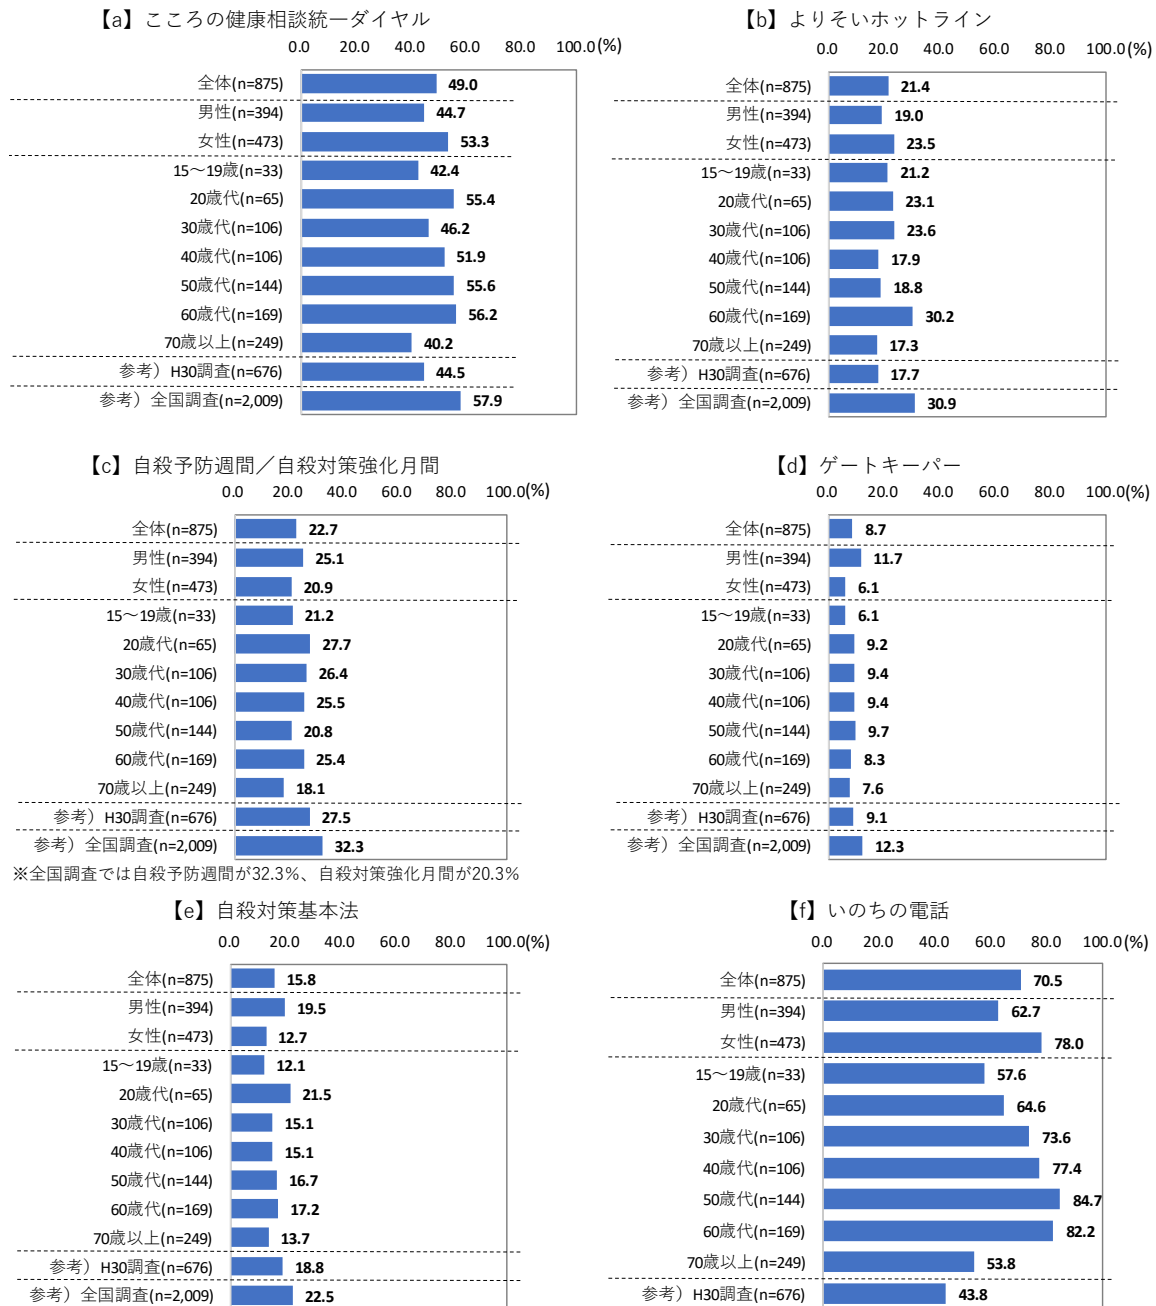 【a】こころの健康相談統一ダイヤル
0.0 20.0 40.0 60.0 80.0 100.0(%)
全体(n=875) 49.0
男性(n=394) 44.7
女性(n=473) 53.3
15～19歳(n=33) 42.4
20歳代(n=65) 55.4
30歳代(n=106) 46.2
40歳代(n=106) 51.9
50歳代(n=144) 55.6
60歳代(n=169) 56.2
70歳以上(n=249) 40.2
参考）H30調査(n=676) 44.5
参考）全国調査(n=2,009) 57.9
【b】よりそいホットライン
0.0 20.0 40.0 60.0 80.0 100.0(%)
全体(n=875) 21.4
男性(n=394) 19.0
女性(n=473) 23.5
15～19歳(n=33) 21.2
20歳代(n=65) 23.1
30歳代(n=106) 23.6
40歳代(n=106) 17.9
50歳代(n=144) 18.8
60歳代(n=169) 30.2
70歳以上(n=249) 17.3
参考）H30調査(n=676) 17.7
参考）全国調査(n=2,009) 30.9
【c】自殺予防週間／自殺対策強化月間
0.0 20.0 40.0 60.0 80.0 100.0(%)
全体(n=875) 22.7
男性(n=394) 25.1
女性(n=473) 20.9
15～19歳(n=33) 21.2
20歳代(n=65) 27.7
30歳代(n=106) 26.4
40歳代(n=106) 25.5
50歳代(n=144) 20.8
60歳代(n=169) 25.4
70歳以上(n=249) 18.1
参考）H30調査(n=676) 27.5
参考）全国調査(n=2,009) 32.3
※全国調査では自殺予防週間が32.3％、自殺対策強化月間が20.3％
【d】ゲートキーパー
0.0 20.0 40.0 60.0 80.0 100.0(%)
全体(n=875) 8.7
男性(n=394) 11.7
女性(n=473) 6.1
15～19歳(n=33) 6.1
20歳代(n=65) 9.2
30歳代(n=106) 9.4
40歳代(n=106) 9.4
50歳代(n=144) 9.7
60歳代(n=169) 8.3
70歳以上(n=249) 7.6
参考）H30調査(n=676) 9.1
参考）全国調査(n=2,009) 12.3
【e】自殺対策基本法
0.0 20.0 40.0 60.0 80.0 100.0(%)
全体(n=875) 15.8
男性(n=394) 19.5
女性(n=473) 12.7
15～19歳(n=33) 12.1
20歳代(n=65) 21.5
30歳代(n=106) 15.1
40歳代(n=106) 15.1
50歳代(n=144) 16.7
60歳代(n=169) 17.2
70歳以上(n=249) 13.7
参考）H30調査(n=676) 18.8
参考）全国調査(n=2,009) 22.5
【f】いのちの電話
0.0 20.0 40.0 60.0 80.0 100.0(%)
全体(n=875) 70.5
男性(n=394) 62.7
女性(n=473) 78.0
15～19歳(n=33) 57.6
20歳代(n=65) 64.6
30歳代(n=106) 73.6
40歳代(n=106) 77.4
50歳代(n=144) 84.7
60歳代(n=169) 82.2
70歳以上(n=249) 53.8
参考）H30調査(n=676) 43.8